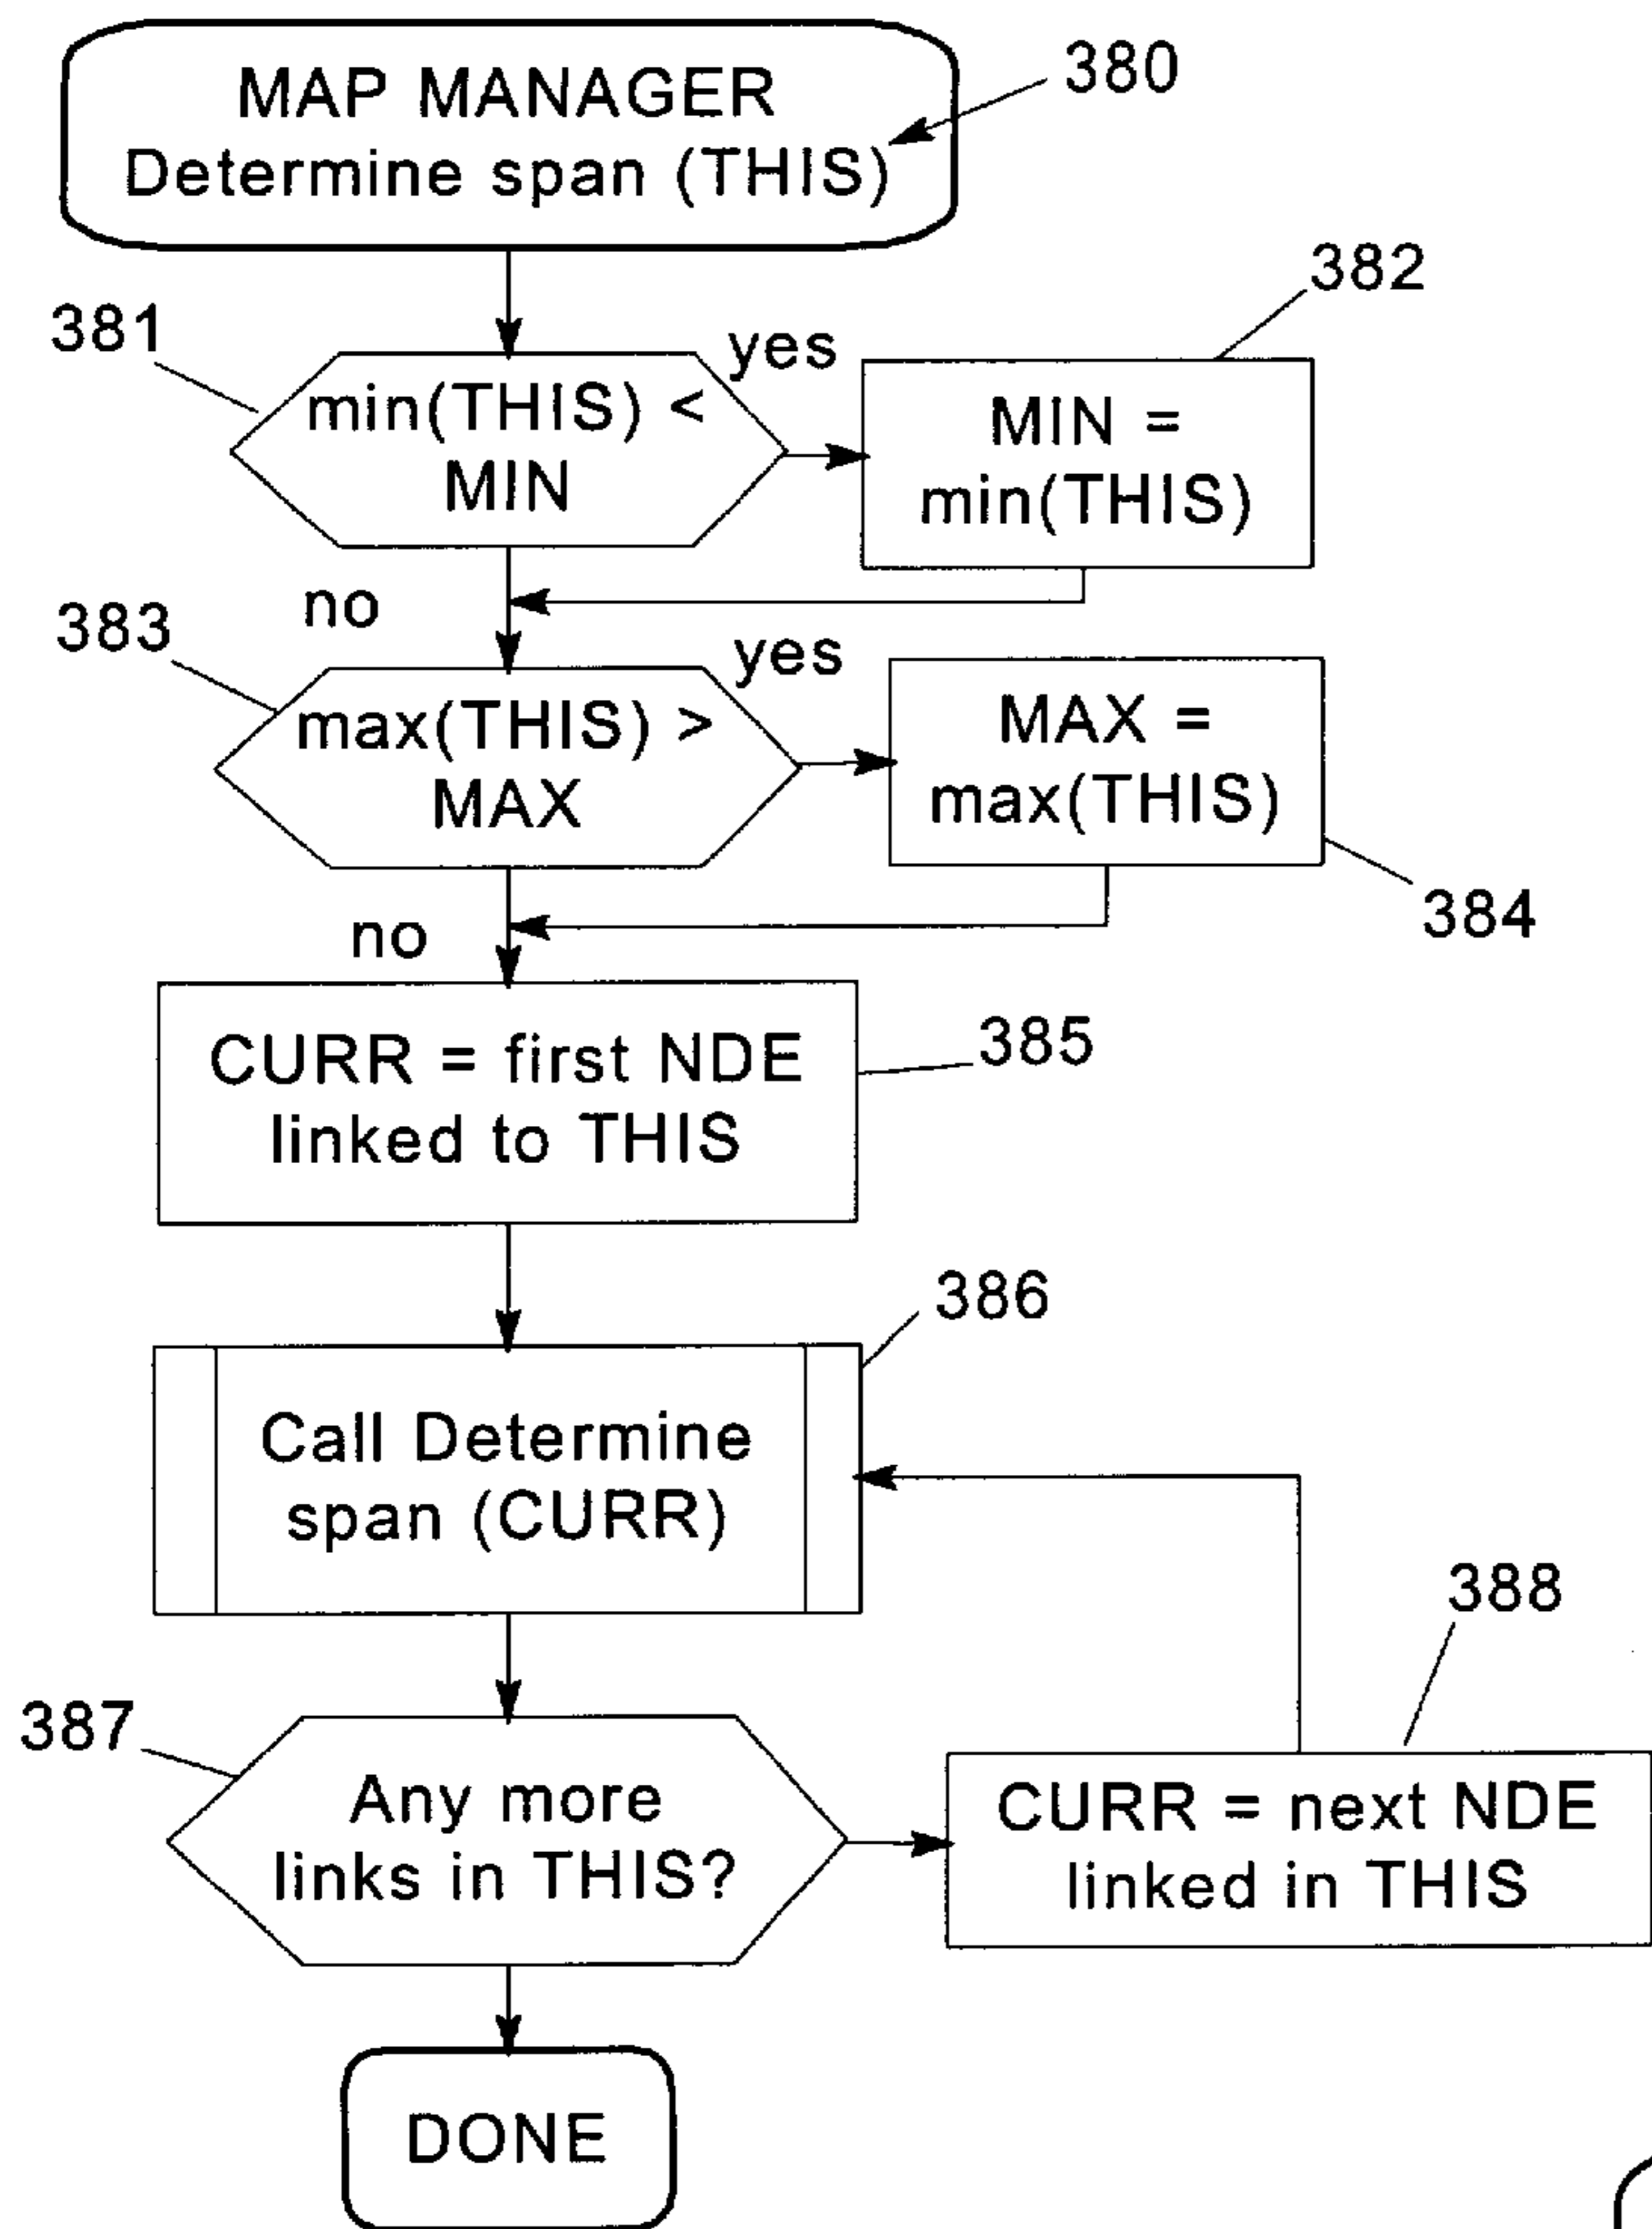 MAP MANAGER
Determine span (THIS)
380
381
min(THIS) <
MIN
yes
382
MIN =
min(THIS)
no
383
max(THIS) >
MAX
yes
MAX =
max(THIS)
384
no
CURR = first NDE
linked to THIS
385
386
Call Determine
span (CURR)
388
387
Any more
links in THIS?
CURR = next NDE
linked in THIS
DONE